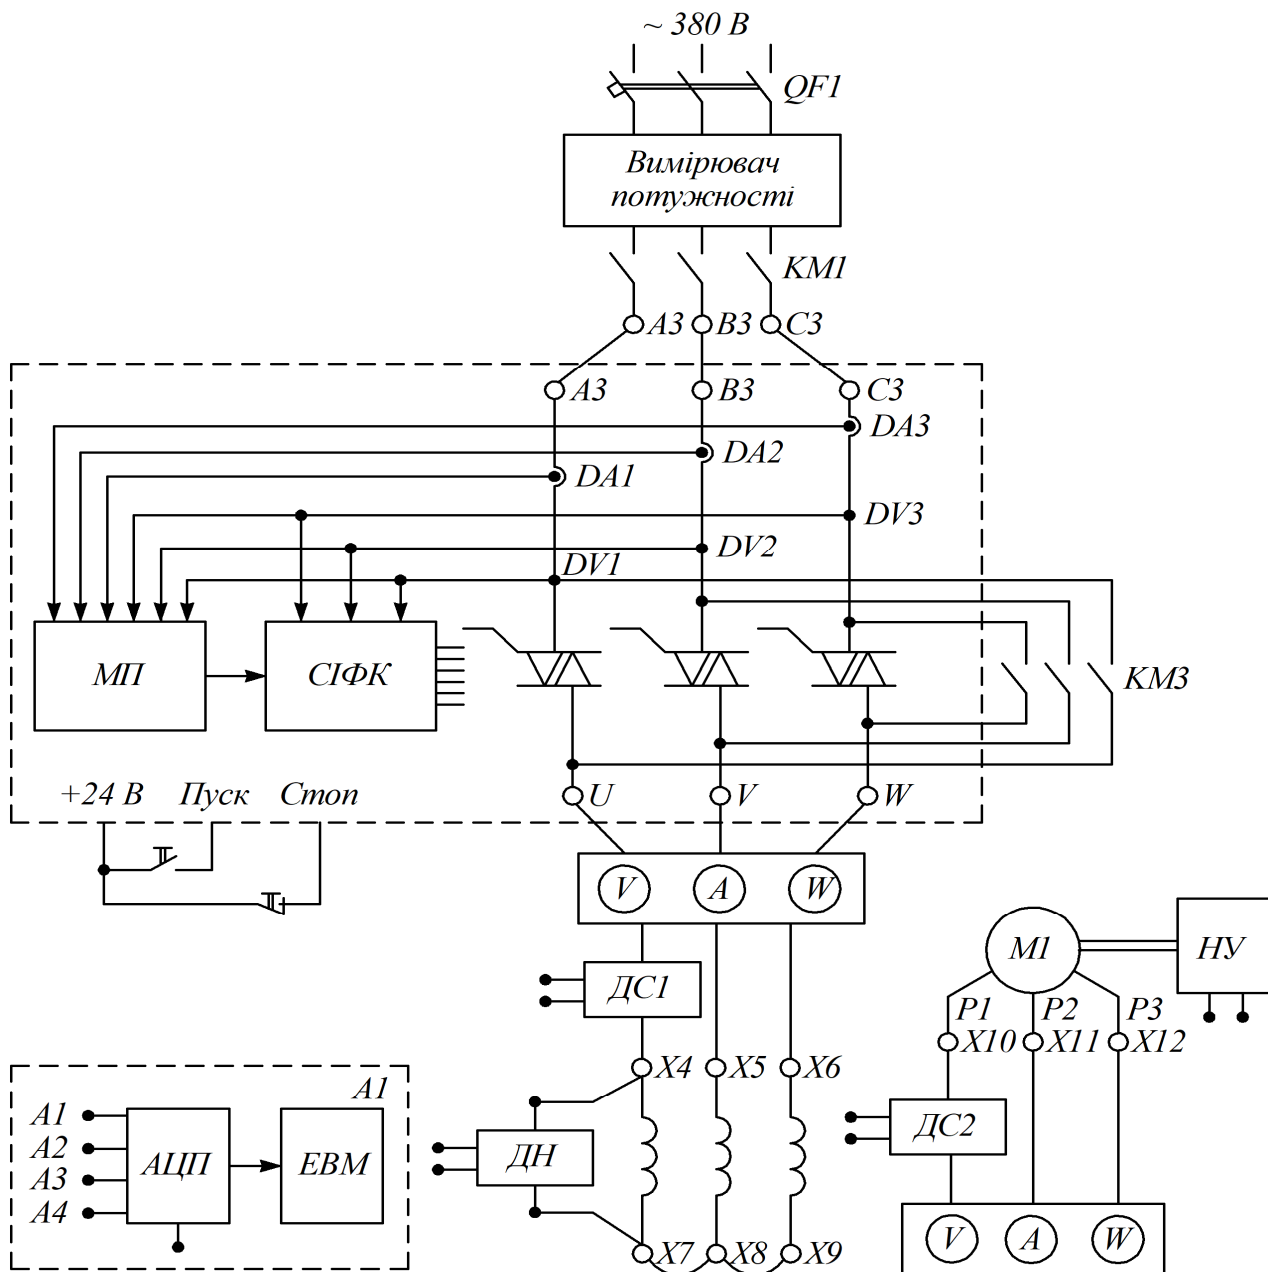 ~ 380 В
QF1
Вимірювач
потужності
KM1
A3 B3 C3
A3 B3 C3
DA3
DA2
DA1
DV3
DV2
DV1
МП СІФК KM3
+24 В Пуск Стоп U V W
V A W
M1 НУ
ДС1
P1 P2 P3
X10 X11 X12
X4 X5 X6
A1
A1
A2
A3
A4
АЦП ЕВМ
ДН
ДС2
X7 X8 X9
V A W